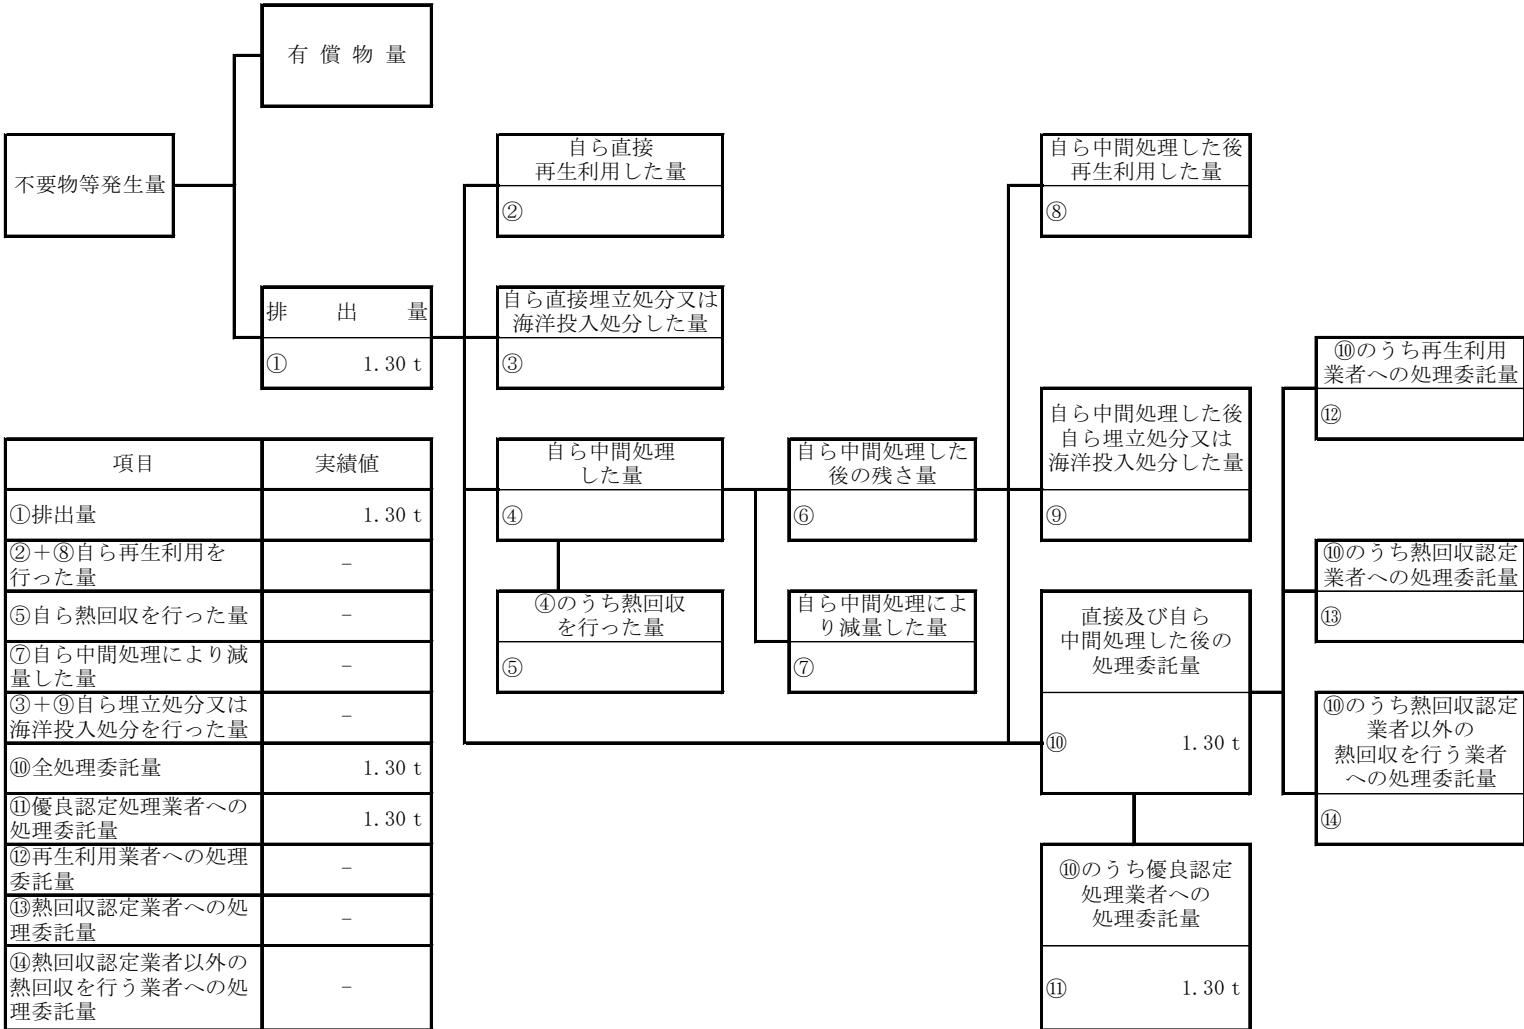 有償物量
不要物等発生量
自ら直接
再生利用した量
②
自ら中間処理した後
再生利用した量
⑧
排出量
① 1.30 t
自ら直接埋立処分又は
海洋投入処分した量
③
⑩のうち再生利用
業者への処理委託量
⑫
自ら中間処理した後
自ら埋立処分又は
海洋投入処分した量
⑨
自ら中間処理
した量
④
自ら中間処理した
後の残さ量
⑥
⑩のうち熱回収認定
業者への処理委託量
⑬
④のうち熱回収
を行った量
⑤
自ら中間処理によ
り減量した量
⑦
直接及び自ら
中間処理した後の
処理委託量
⑩ 1.30 t
⑩のうち熱回収認定
業者以外の
熱回収を行う業者
への処理委託量
⑭
⑩のうち優良認定
処理業者への
処理委託量
⑪ 1.30 t
項目 実績値
①排出量 1.30 t
②+⑧自ら再生利用を
行った量 －
⑤自ら熱回収を行った量 －
⑦自ら中間処理により減
量した量 －
③+⑨自ら埋立処分又は
海洋投入処分を行った量 －
⑩全処理委託量 1.30 t
⑪優良認定処理業者への
処理委託量 1.30 t
⑫再生利用業者への処理
委託量 －
⑬熱回収認定業者への処
理委託量 －
⑭熱回収認定業者以外の
熱回収を行う業者への処
理委託量 －